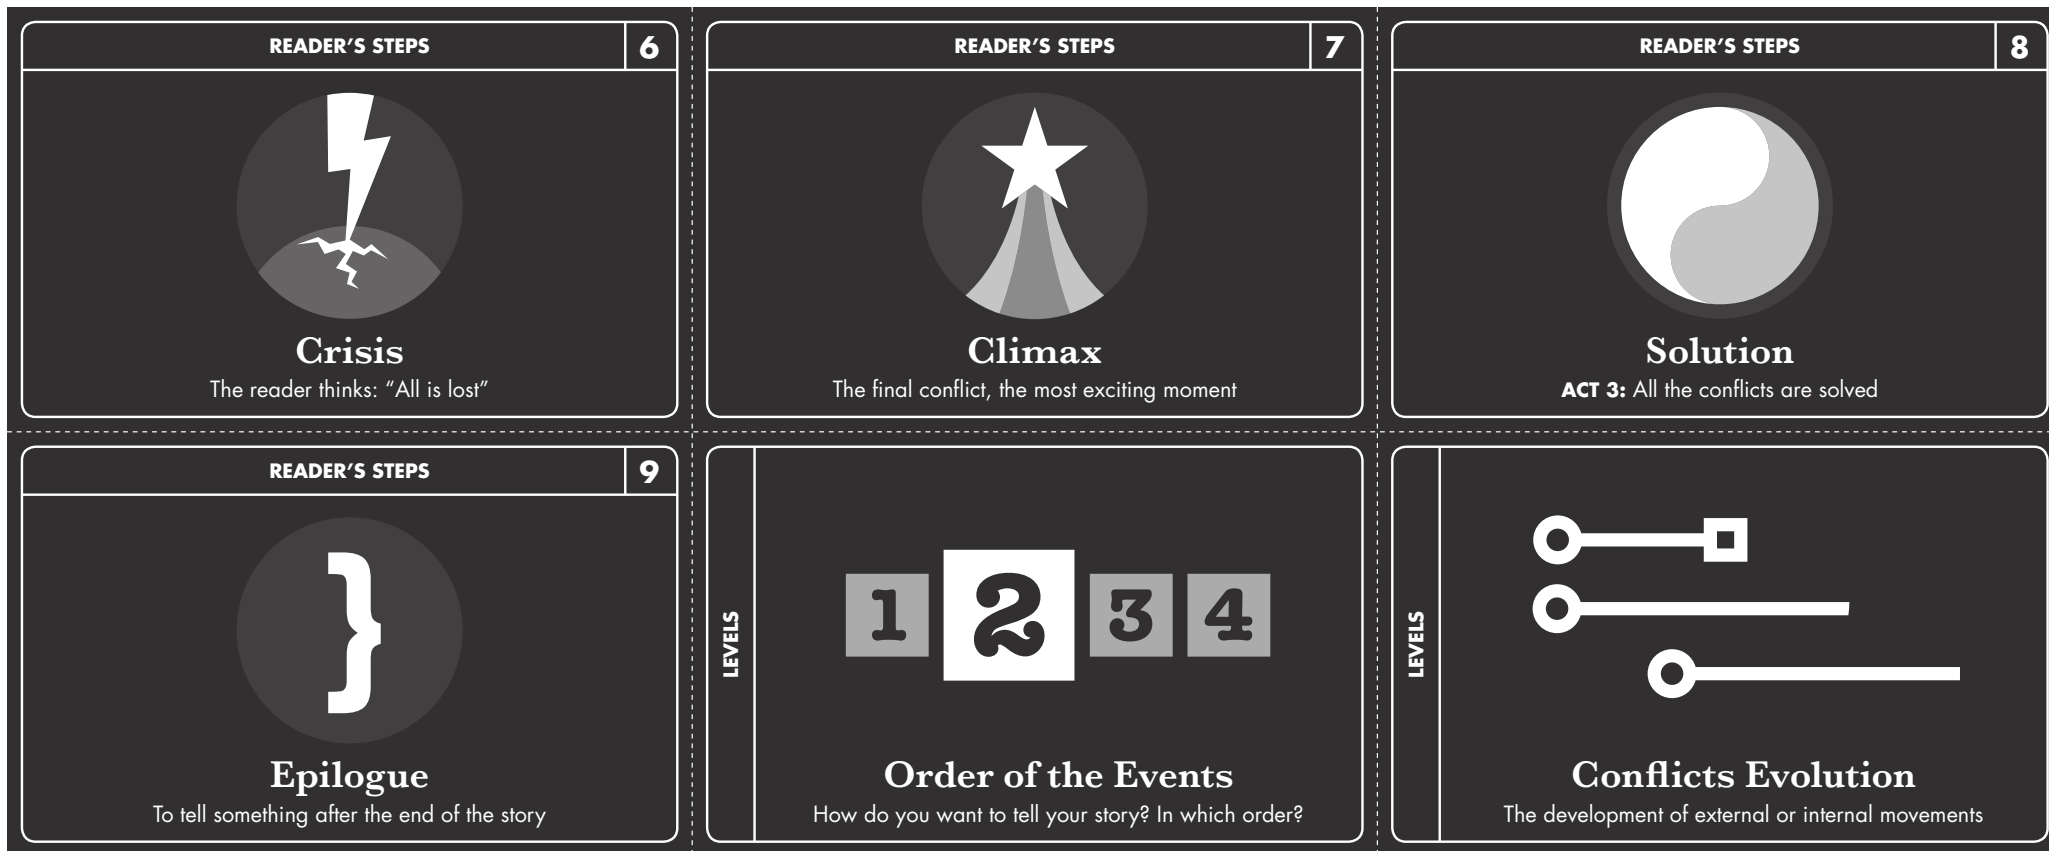 READER’S STEPS
6
Crisis
The reader thinks: “All is lost”
READER’S STEPS
7
Climax
The final conflict, the most exciting moment
READER’S STEPS
8
Solution
ACT 3: All the conflicts are solved
READER’S STEPS
9
}
Epilogue
To tell something after the end of the story
LEVELS
1 2 3 4
Order of the Events
How do you want to tell your story? In which order?
LEVELS
Conflicts Evolution
The development of external or internal movements